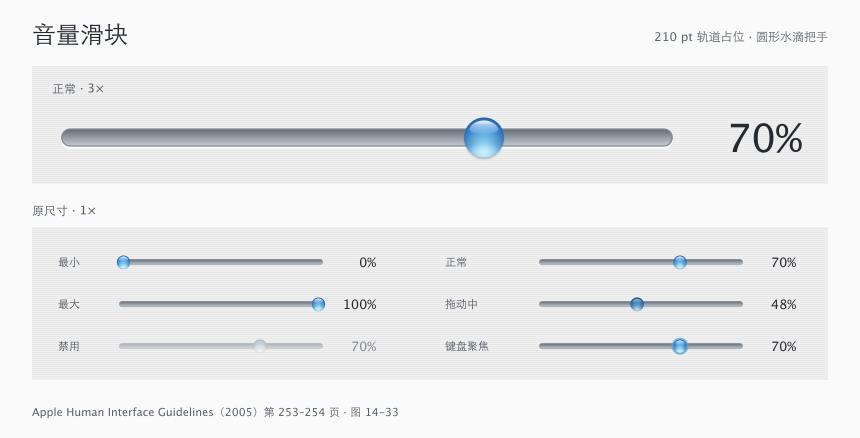 音量滑块
210 pt 轨道占位 · 圆形水滴把手
正常 · 3×
70%
原尺寸 · 1×
最小 0%
正常 70%
最大 100%
拖动中 48%
禁用 70%
键盘聚焦 70%
Apple Human Interface Guidelines（2005）第 253–254 页 · 图 14–33